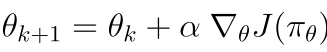 θ_{k+1} = θ_k + α ∇_θ J(π_θ)